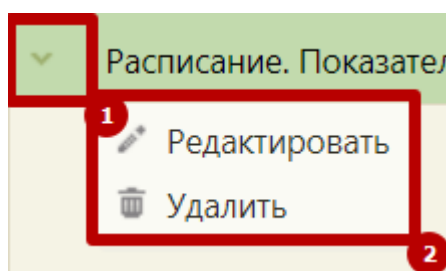 Расписание. Показател
1
Редактировать
Удалить
2